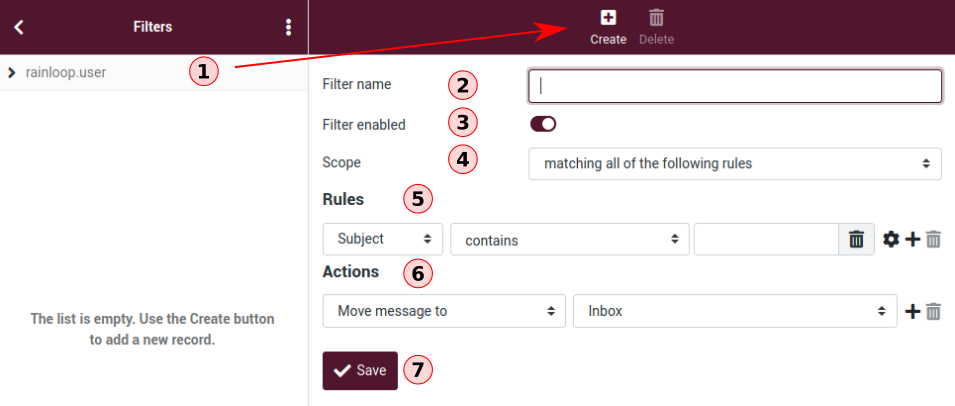 Filters
Create Delete
rainloop.user
1
Filter name 2
Filter enabled 3
Scope 4 matching all of the following rules
Rules 5
Subject contains
Actions 6
Move message to Inbox
The list is empty. Use the Create button
to add a new record.
Save 7